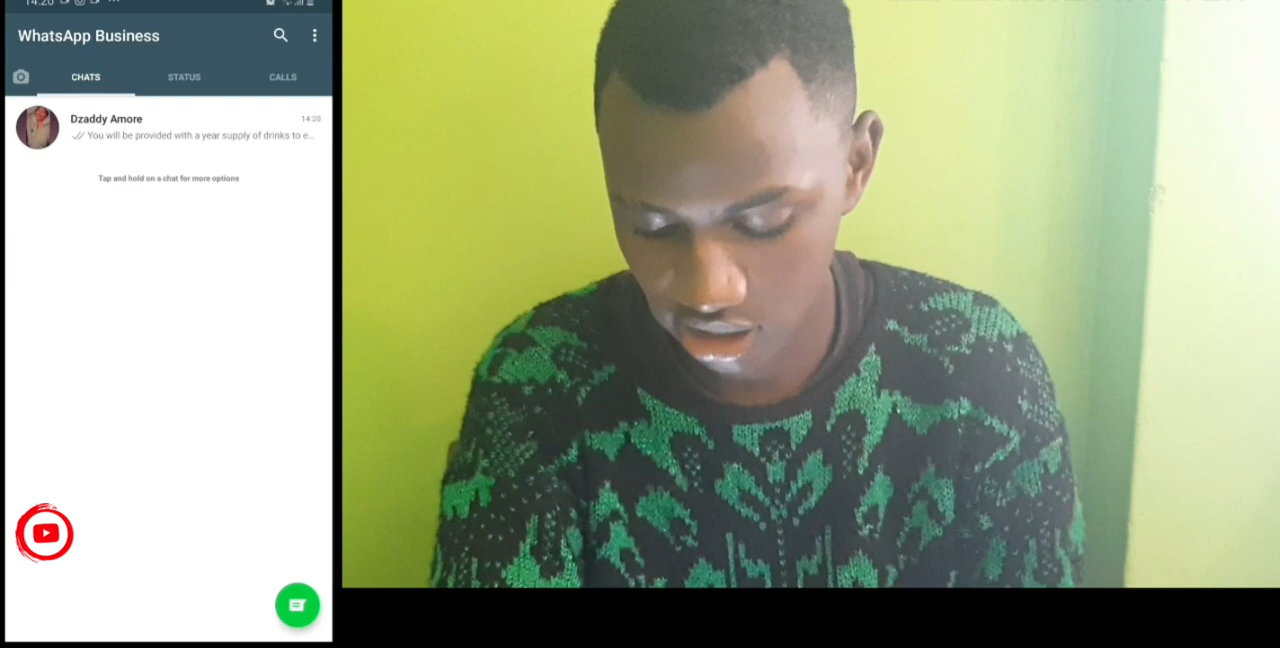 14:20
WhatsApp Business
CHATS
STATUS
CALLS
Dzaddy Amore
14:20
You will be provided with a year supply of drinks to e...
Tap and hold on a chat for more options